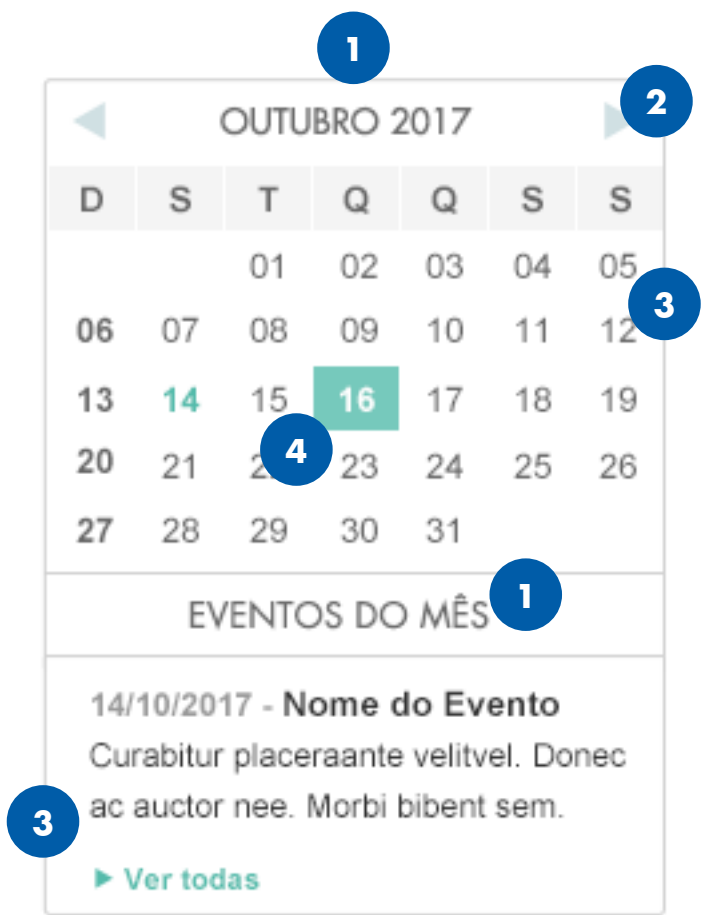 1
OUTUBRO 2017
2
D S T Q Q S S
01 02 03 04 05
3
06 07 08 09 10 11 12
13 14 15 16 17 18 19
4
20 21 23 24 25 26
27 28 29 30 31
EVENTOS DO MÊS
1
14/10/2017 - Nome do Evento
Curabitur placeraante velitvel. Donec
ac auctor nee. Morbi bibent sem.
3
Ver todas